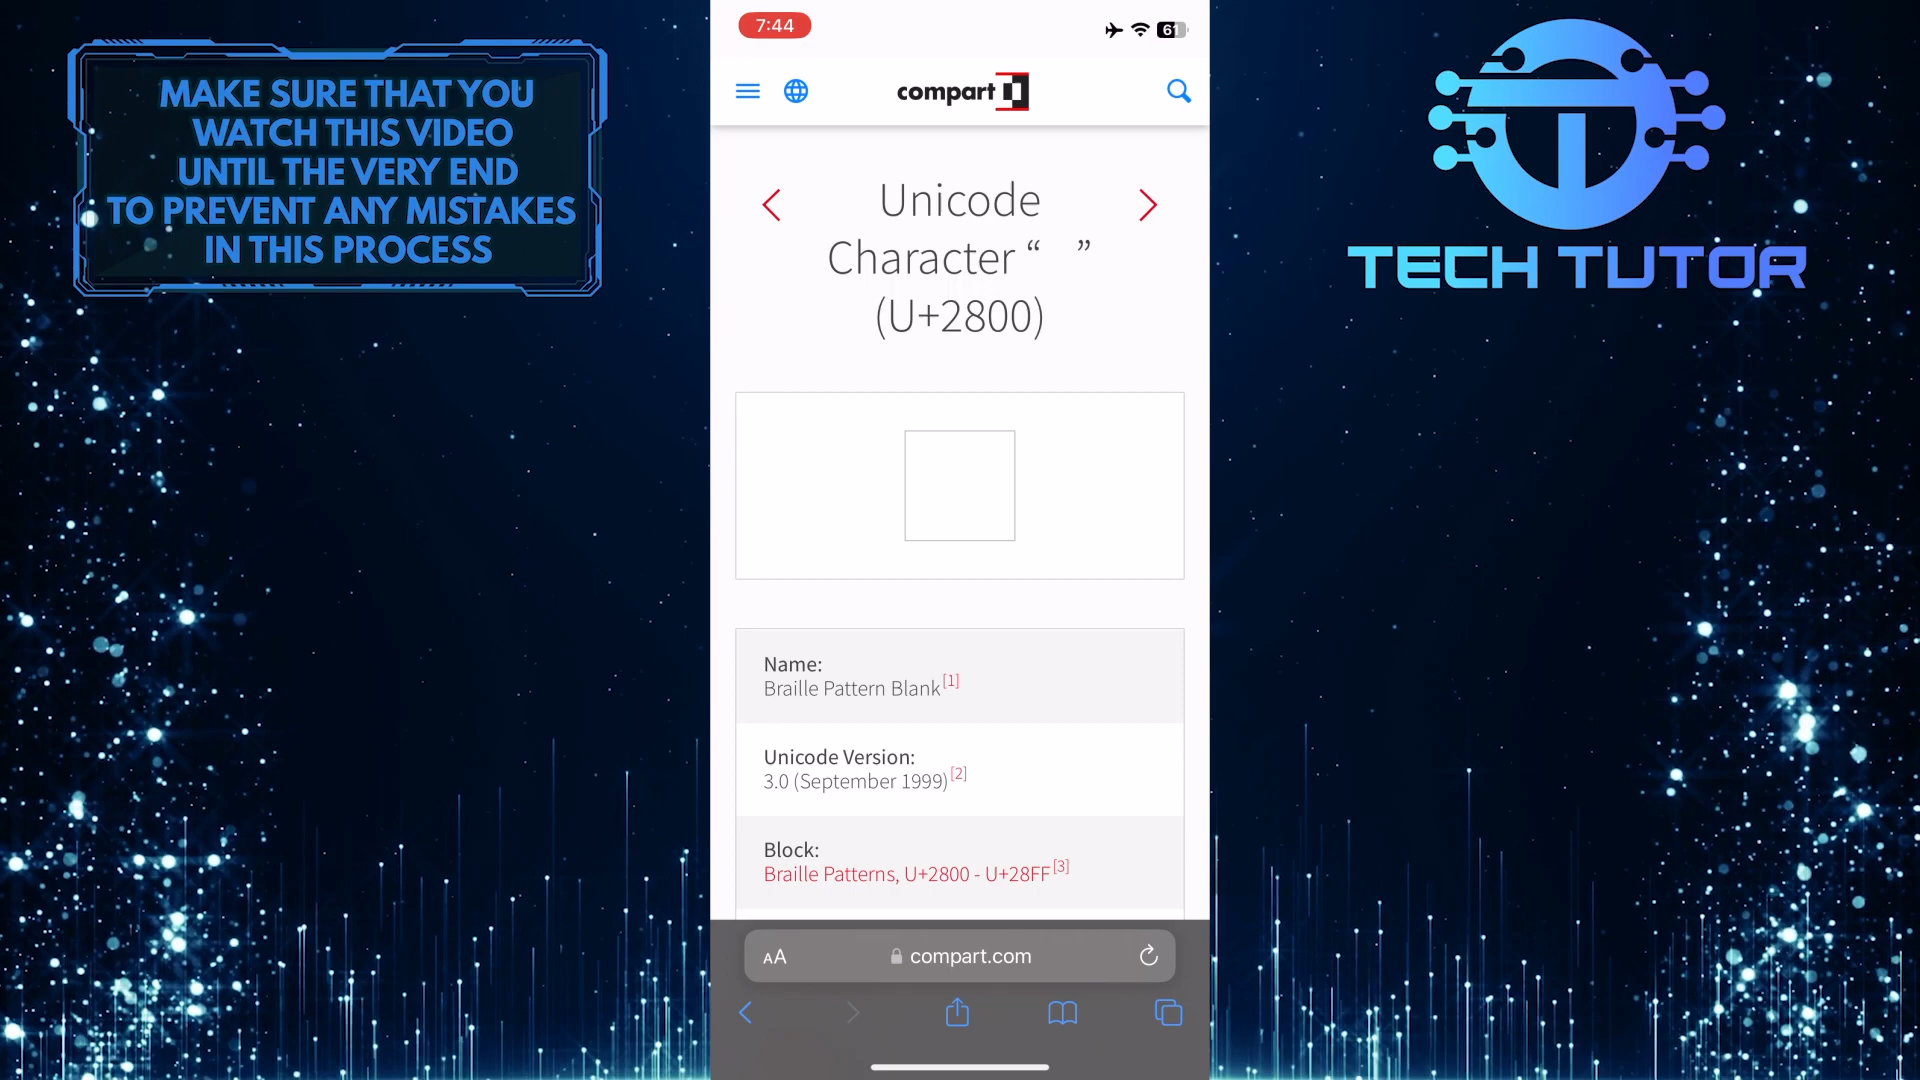 MAKE SURE THAT YOU
WATCH THIS VIDEO
UNTIL THE VERY END
TO PREVENT ANY MISTAKES
IN THIS PROCESS
7:44
61
compart
Unicode
Character “⠀”
(U+2800)
Name:
Braille Pattern Blank[1]
Unicode Version:
3.0 (September 1999)[2]
Block:
Braille Patterns, U+2800 - U+28FF[3]
AA
compart.com
TECH TUTOR